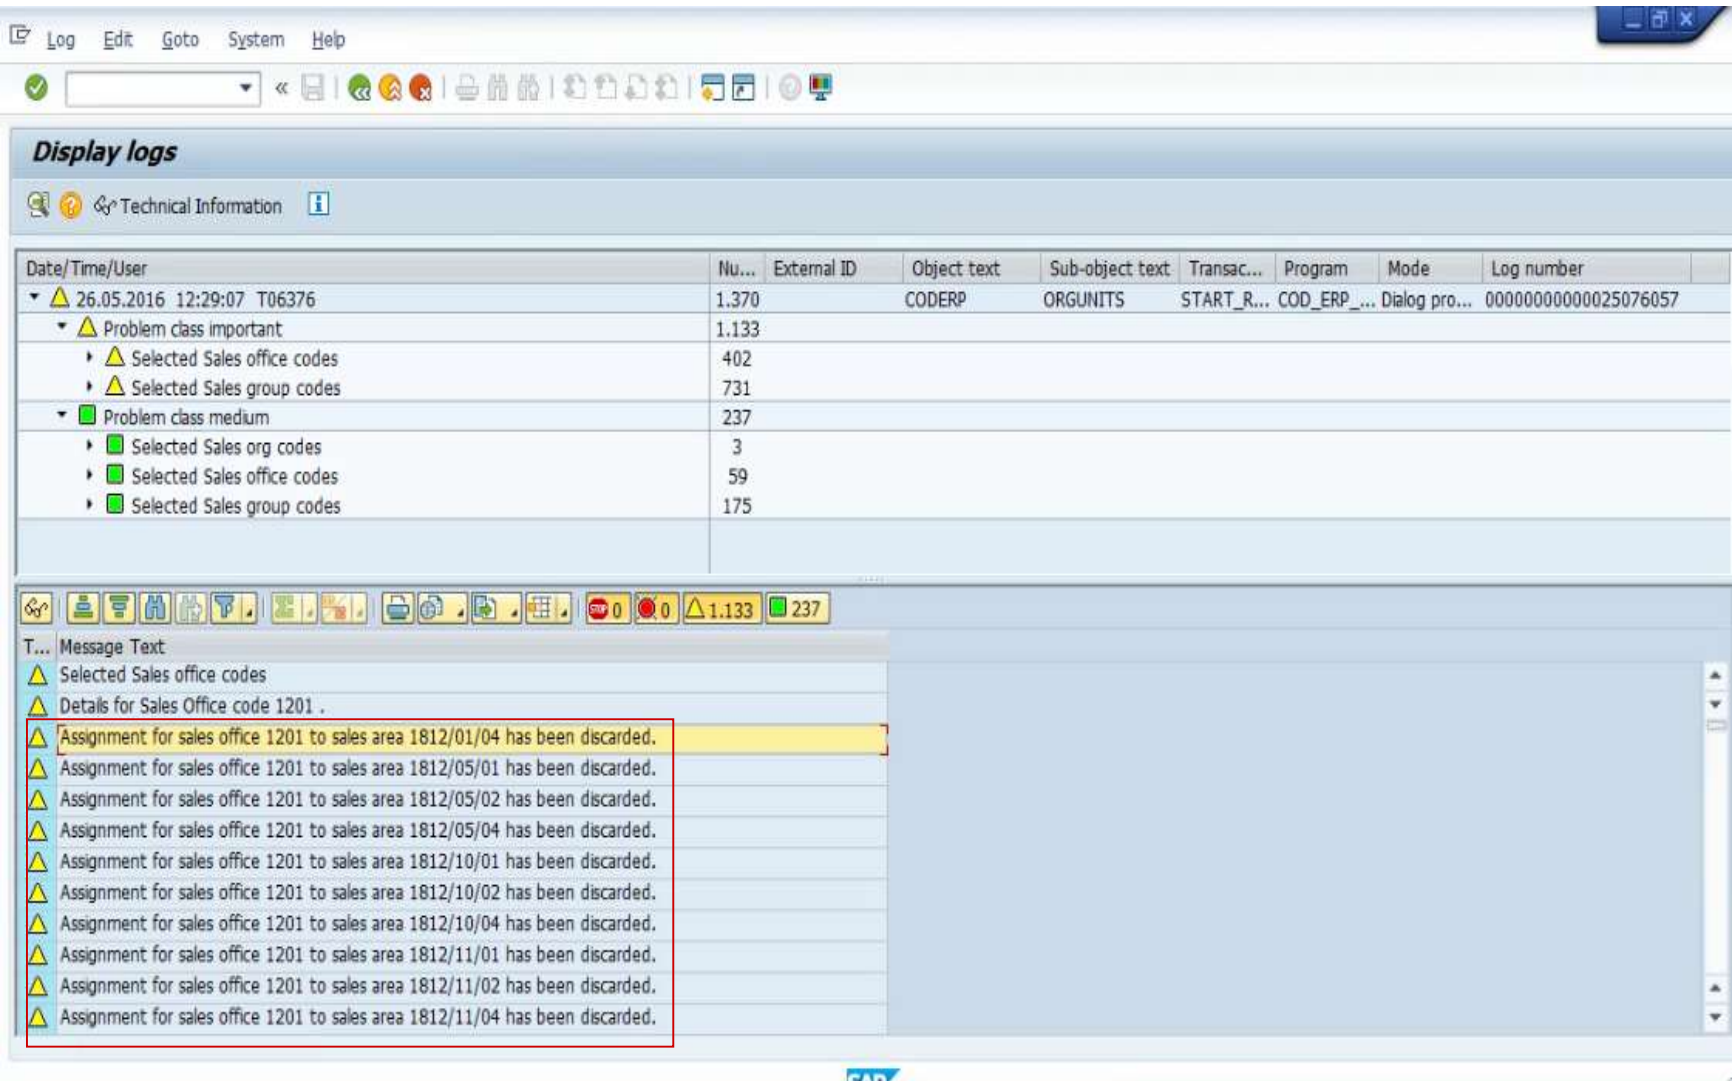 Log Edit Goto System Help
Display logs
Technical Information
Date/Time/User Nu... External ID Object text Sub-object text Transac... Program Mode Log number
26.05.2016 12:29:07 T06376 1.370 CODERP ORGUNITS START_R... COD_ERP_... Dialog pro... 00000000000025076057
Problem class important 1.133
Selected Sales office codes 402
Selected Sales group codes 731
Problem class medium 237
Selected Sales org codes 3
Selected Sales office codes 59
Selected Sales group codes 175
STOP 0 0 1.133 237
T... Message Text
Selected Sales office codes
Details for Sales Office code 1201 .
Assignment for sales office 1201 to sales area 1812/01/04 has been discarded.
Assignment for sales office 1201 to sales area 1812/05/01 has been discarded.
Assignment for sales office 1201 to sales area 1812/05/02 has been discarded.
Assignment for sales office 1201 to sales area 1812/05/04 has been discarded.
Assignment for sales office 1201 to sales area 1812/10/01 has been discarded.
Assignment for sales office 1201 to sales area 1812/10/02 has been discarded.
Assignment for sales office 1201 to sales area 1812/10/04 has been discarded.
Assignment for sales office 1201 to sales area 1812/11/01 has been discarded.
Assignment for sales office 1201 to sales area 1812/11/02 has been discarded.
Assignment for sales office 1201 to sales area 1812/11/04 has been discarded.
SAP